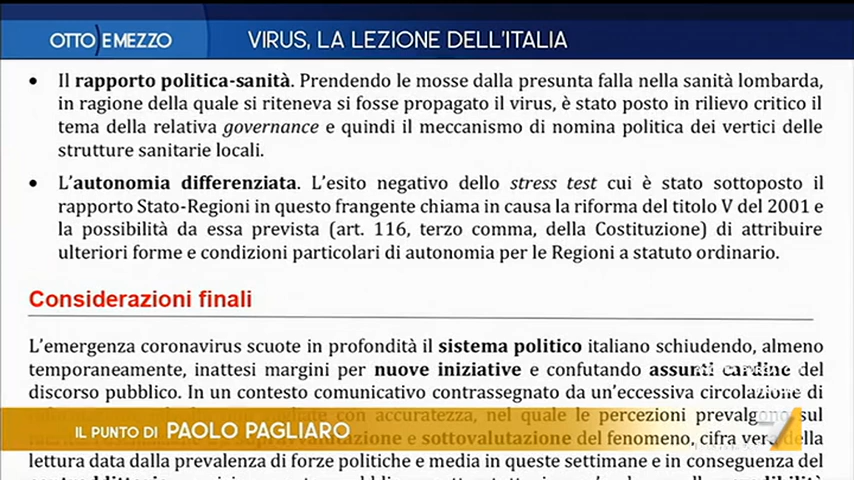 OTTO E MEZZO VIRUS, LA LEZIONE DELL'ITALIA
• Il rapporto politica-sanità. Prendendo le mosse dalla presunta falla nella sanità lombarda,
in ragione della quale si riteneva si fosse propagato il virus, è stato posto in rilievo critico il
tema della relativa governance e quindi il meccanismo di nomina politica dei vertici delle
strutture sanitarie locali.
• L'autonomia differenziata. L'esito negativo dello stress test cui è stato sottoposto il
rapporto Stato-Regioni in questo frangente chiama in causa la riforma del titolo V del 2001 e
la possibilità da essa prevista (art. 116, terzo comma, della Costituzione) di attribuire
ulteriori forme e condizioni particolari di autonomia per le Regioni a statuto ordinario.
Considerazioni finali
L'emergenza coronavirus scuote in profondità il sistema politico italiano schiudendo, almeno
temporaneamente, inattesi margini per nuove iniziative e confutando assunti cardine del
discorso pubblico. In un contesto comunicativo contrassegnato da un'eccessiva circolazione di
con accuratezza, nel quale le percezioni prevalgono sul
IL PUNTO DI PAOLO PAGLIARO
e sottovalutazione del fenomeno, cifra vera della
lettura data dalla prevalenza di forze politiche e media in queste settimane e in conseguenza del